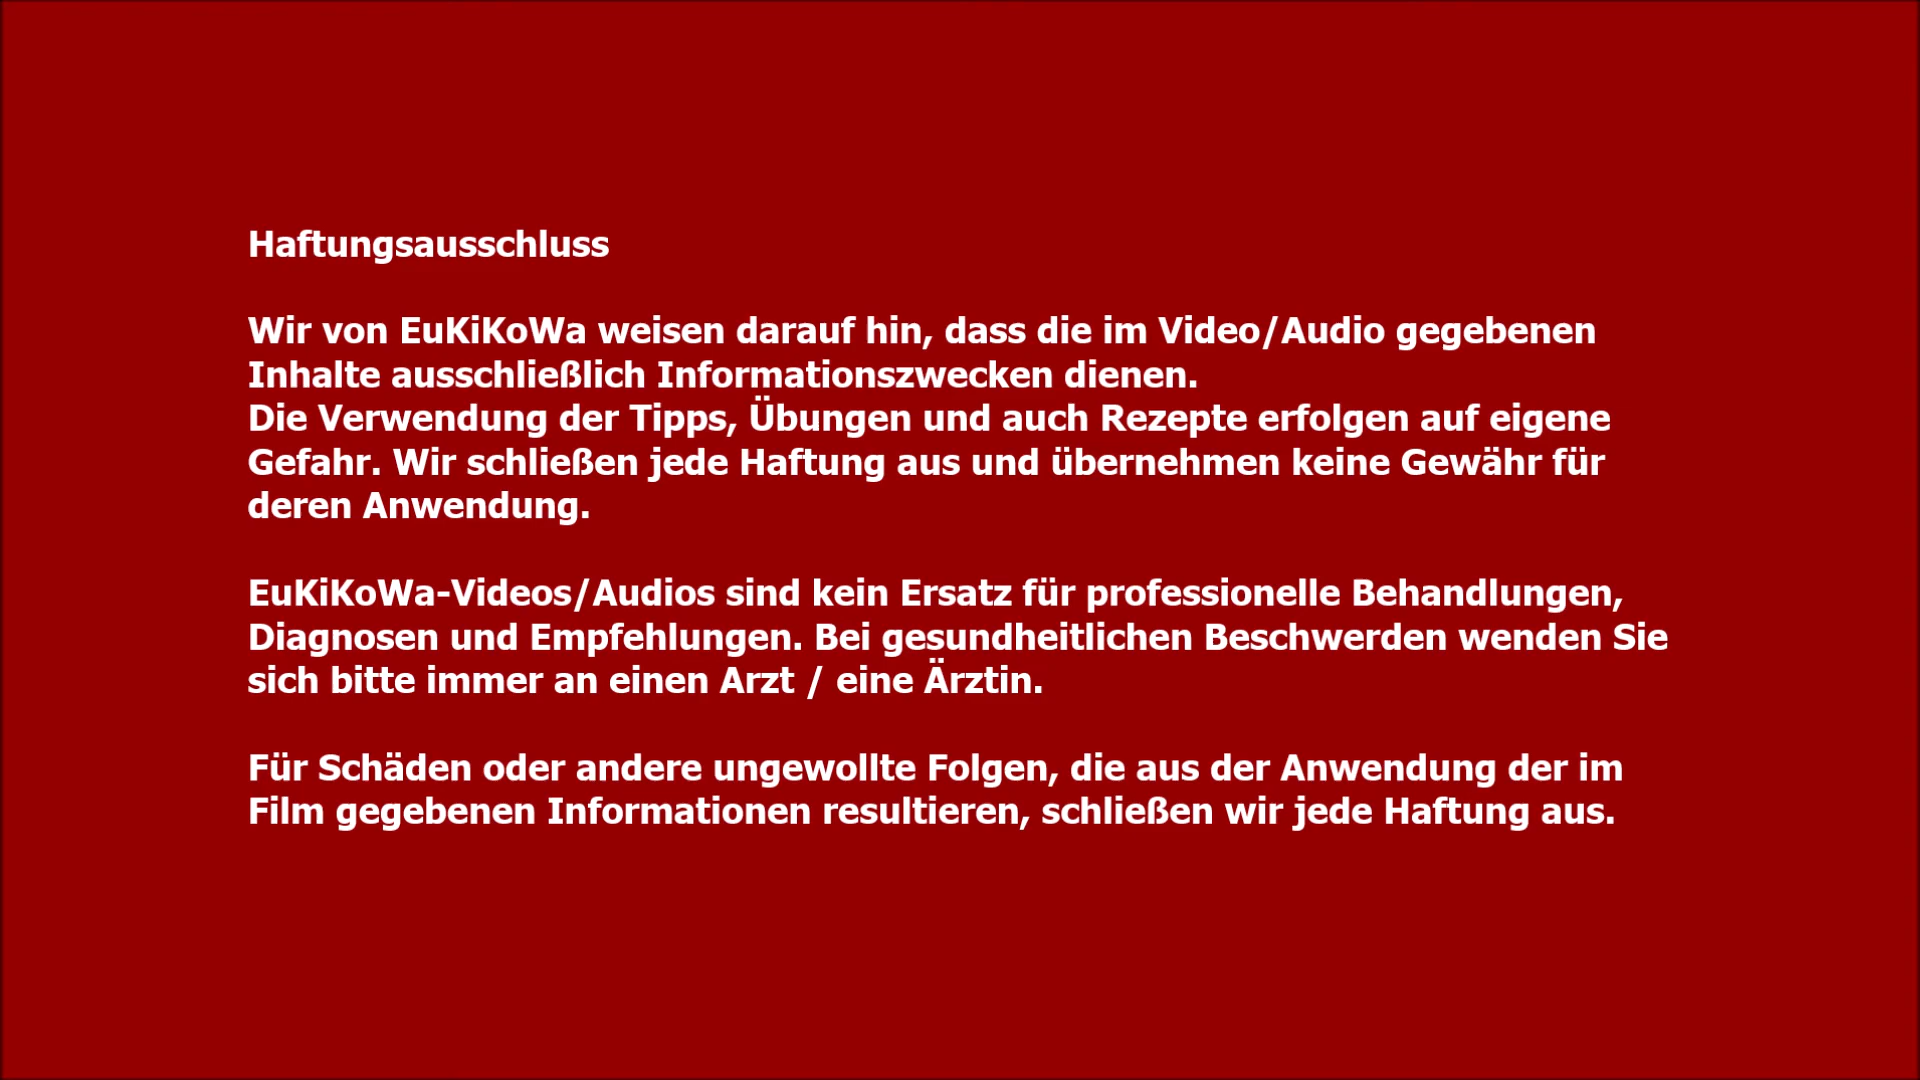 Haftungsausschluss
Wir von EuKiKoWa weisen darauf hin, dass die im Video/Audio gegebenen
Inhalte ausschließlich Informationszwecken dienen.
Die Verwendung der Tipps, Übungen und auch Rezepte erfolgen auf eigene
Gefahr. Wir schließen jede Haftung aus und übernehmen keine Gewähr für
deren Anwendung.
EuKiKoWa-Videos/Audios sind kein Ersatz für professionelle Behandlungen,
Diagnosen und Empfehlungen. Bei gesundheitlichen Beschwerden wenden Sie
sich bitte immer an einen Arzt / eine Ärztin.
Für Schäden oder andere ungewollte Folgen, die aus der Anwendung der im
Film gegebenen Informationen resultieren, schließen wir jede Haftung aus.